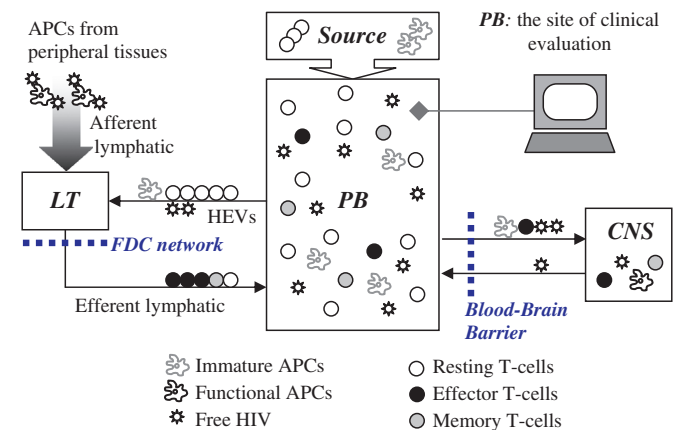 APCs from
peripheral tissues
Source
PB: the site of clinical
evaluation
Afferent
lymphatic
LT
HEVs
PB
CNS
FDC network
Efferent lymphatic
Blood-Brain
Barrier
Immature APCs
Functional APCs
Free HIV
Resting T-cells
Effector T-cells
Memory T-cells